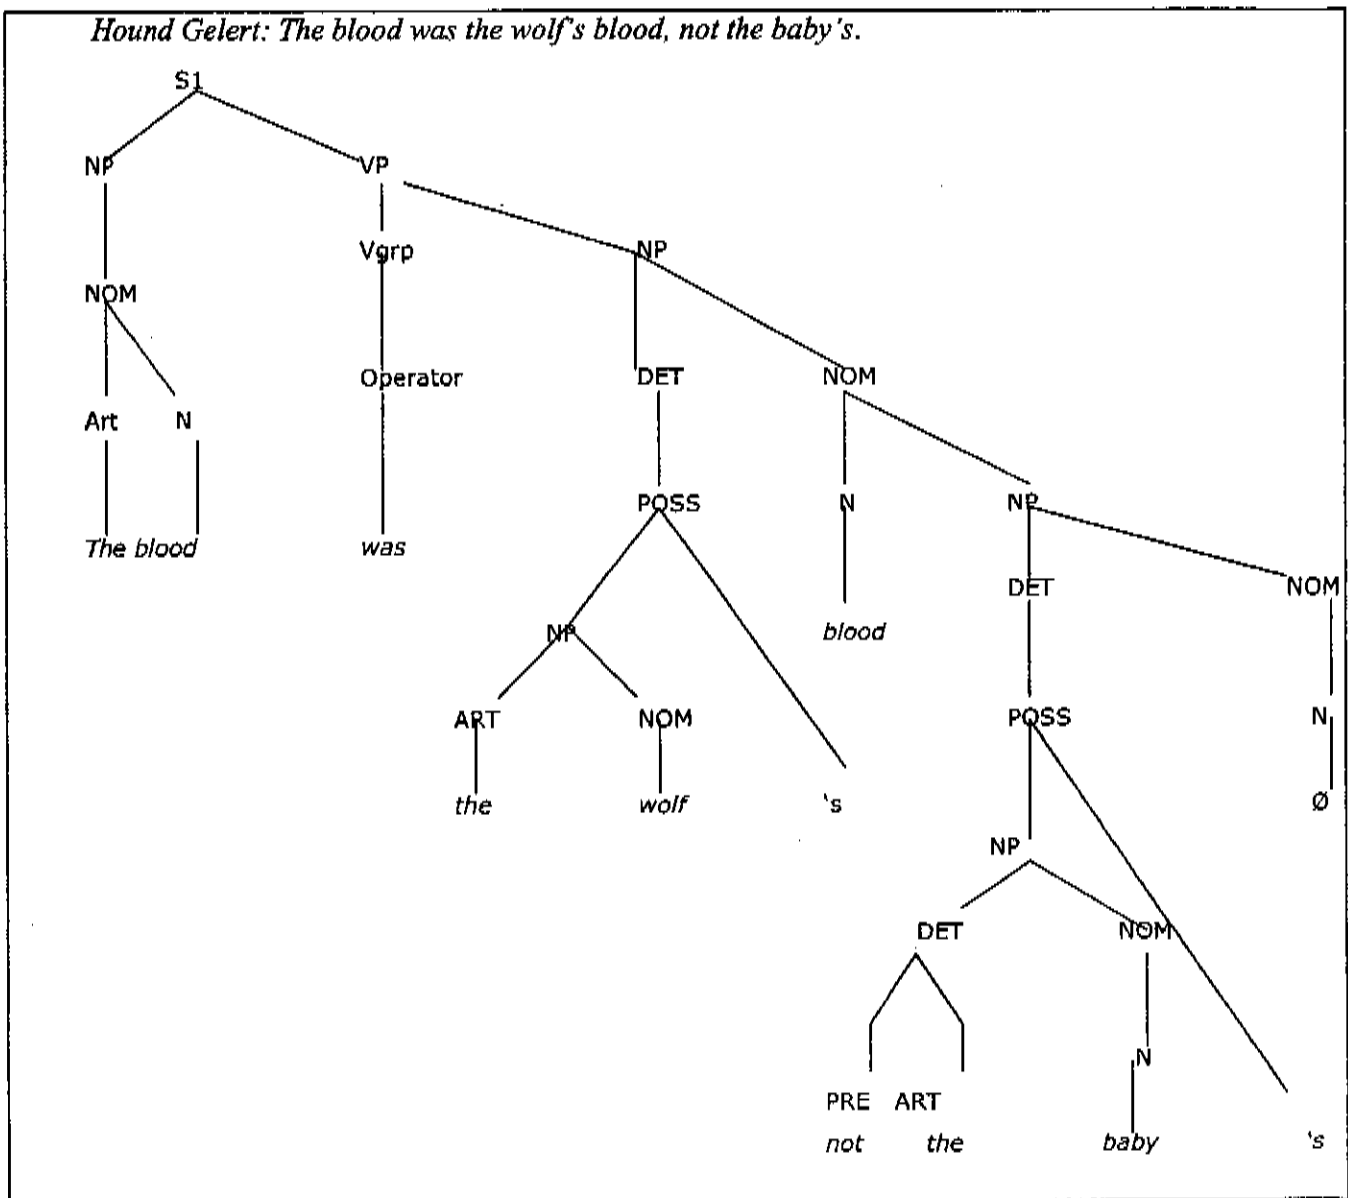 Hound Gelert: The blood was the wolf's blood, not the baby's.
S1
NP VP
Vgrp NP
NOM
Operator DET NOM
Art N
POSS N NP
The blood was
DET NOM
blood
NP
ART NOM POSS N
the wolf 's Ø
NP
DET NOM
N
PRE ART
not the baby 's